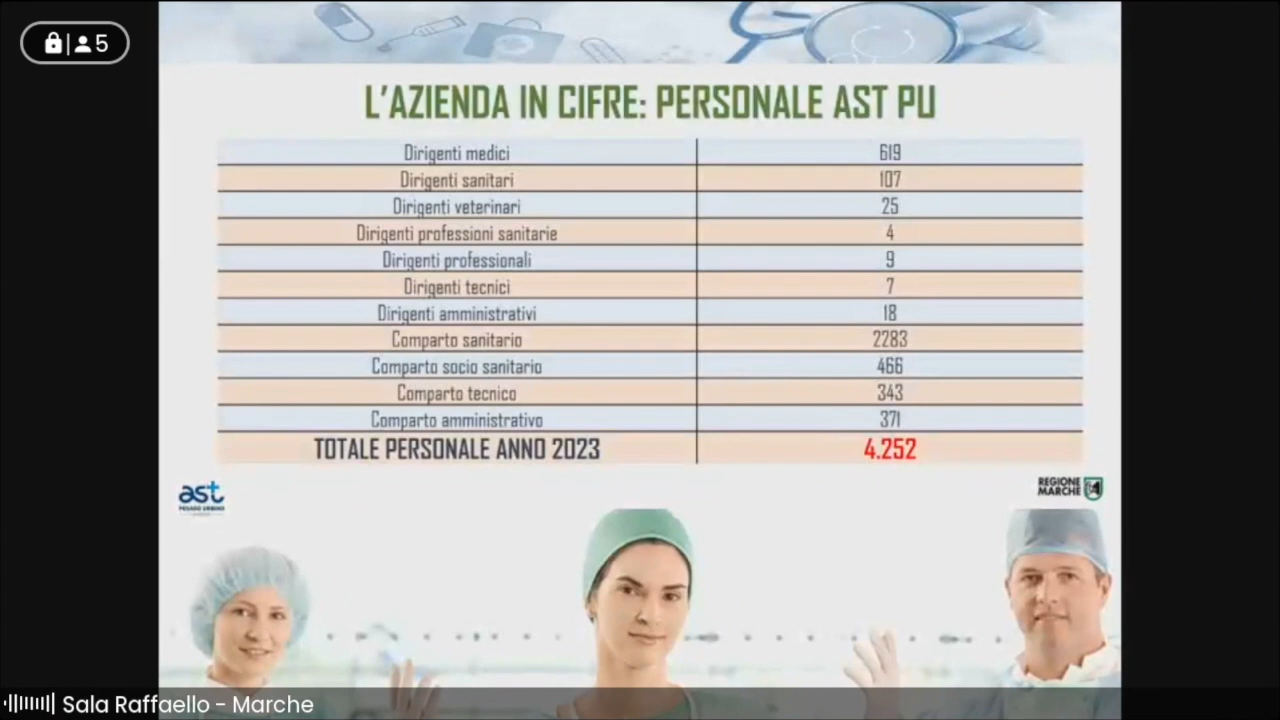 5
L'AZIENDA IN CIFRE: PERSONALE AST PU
Dirigenti medici 619
Dirigenti sanitari 107
Dirigenti veterinari 25
Dirigenti professioni sanitarie 4
Dirigenti professionali 9
Dirigenti tecnici 7
Dirigenti amministrativi 18
Comparto sanitario 2283
Comparto socio sanitario 466
Comparto tecnico 343
Comparto amministrativo 371
TOTALE PERSONALE ANNO 2023 4.252
ast
PESARO URBINO
REGIONE
MARCHE
Sala Raffaello - Marche